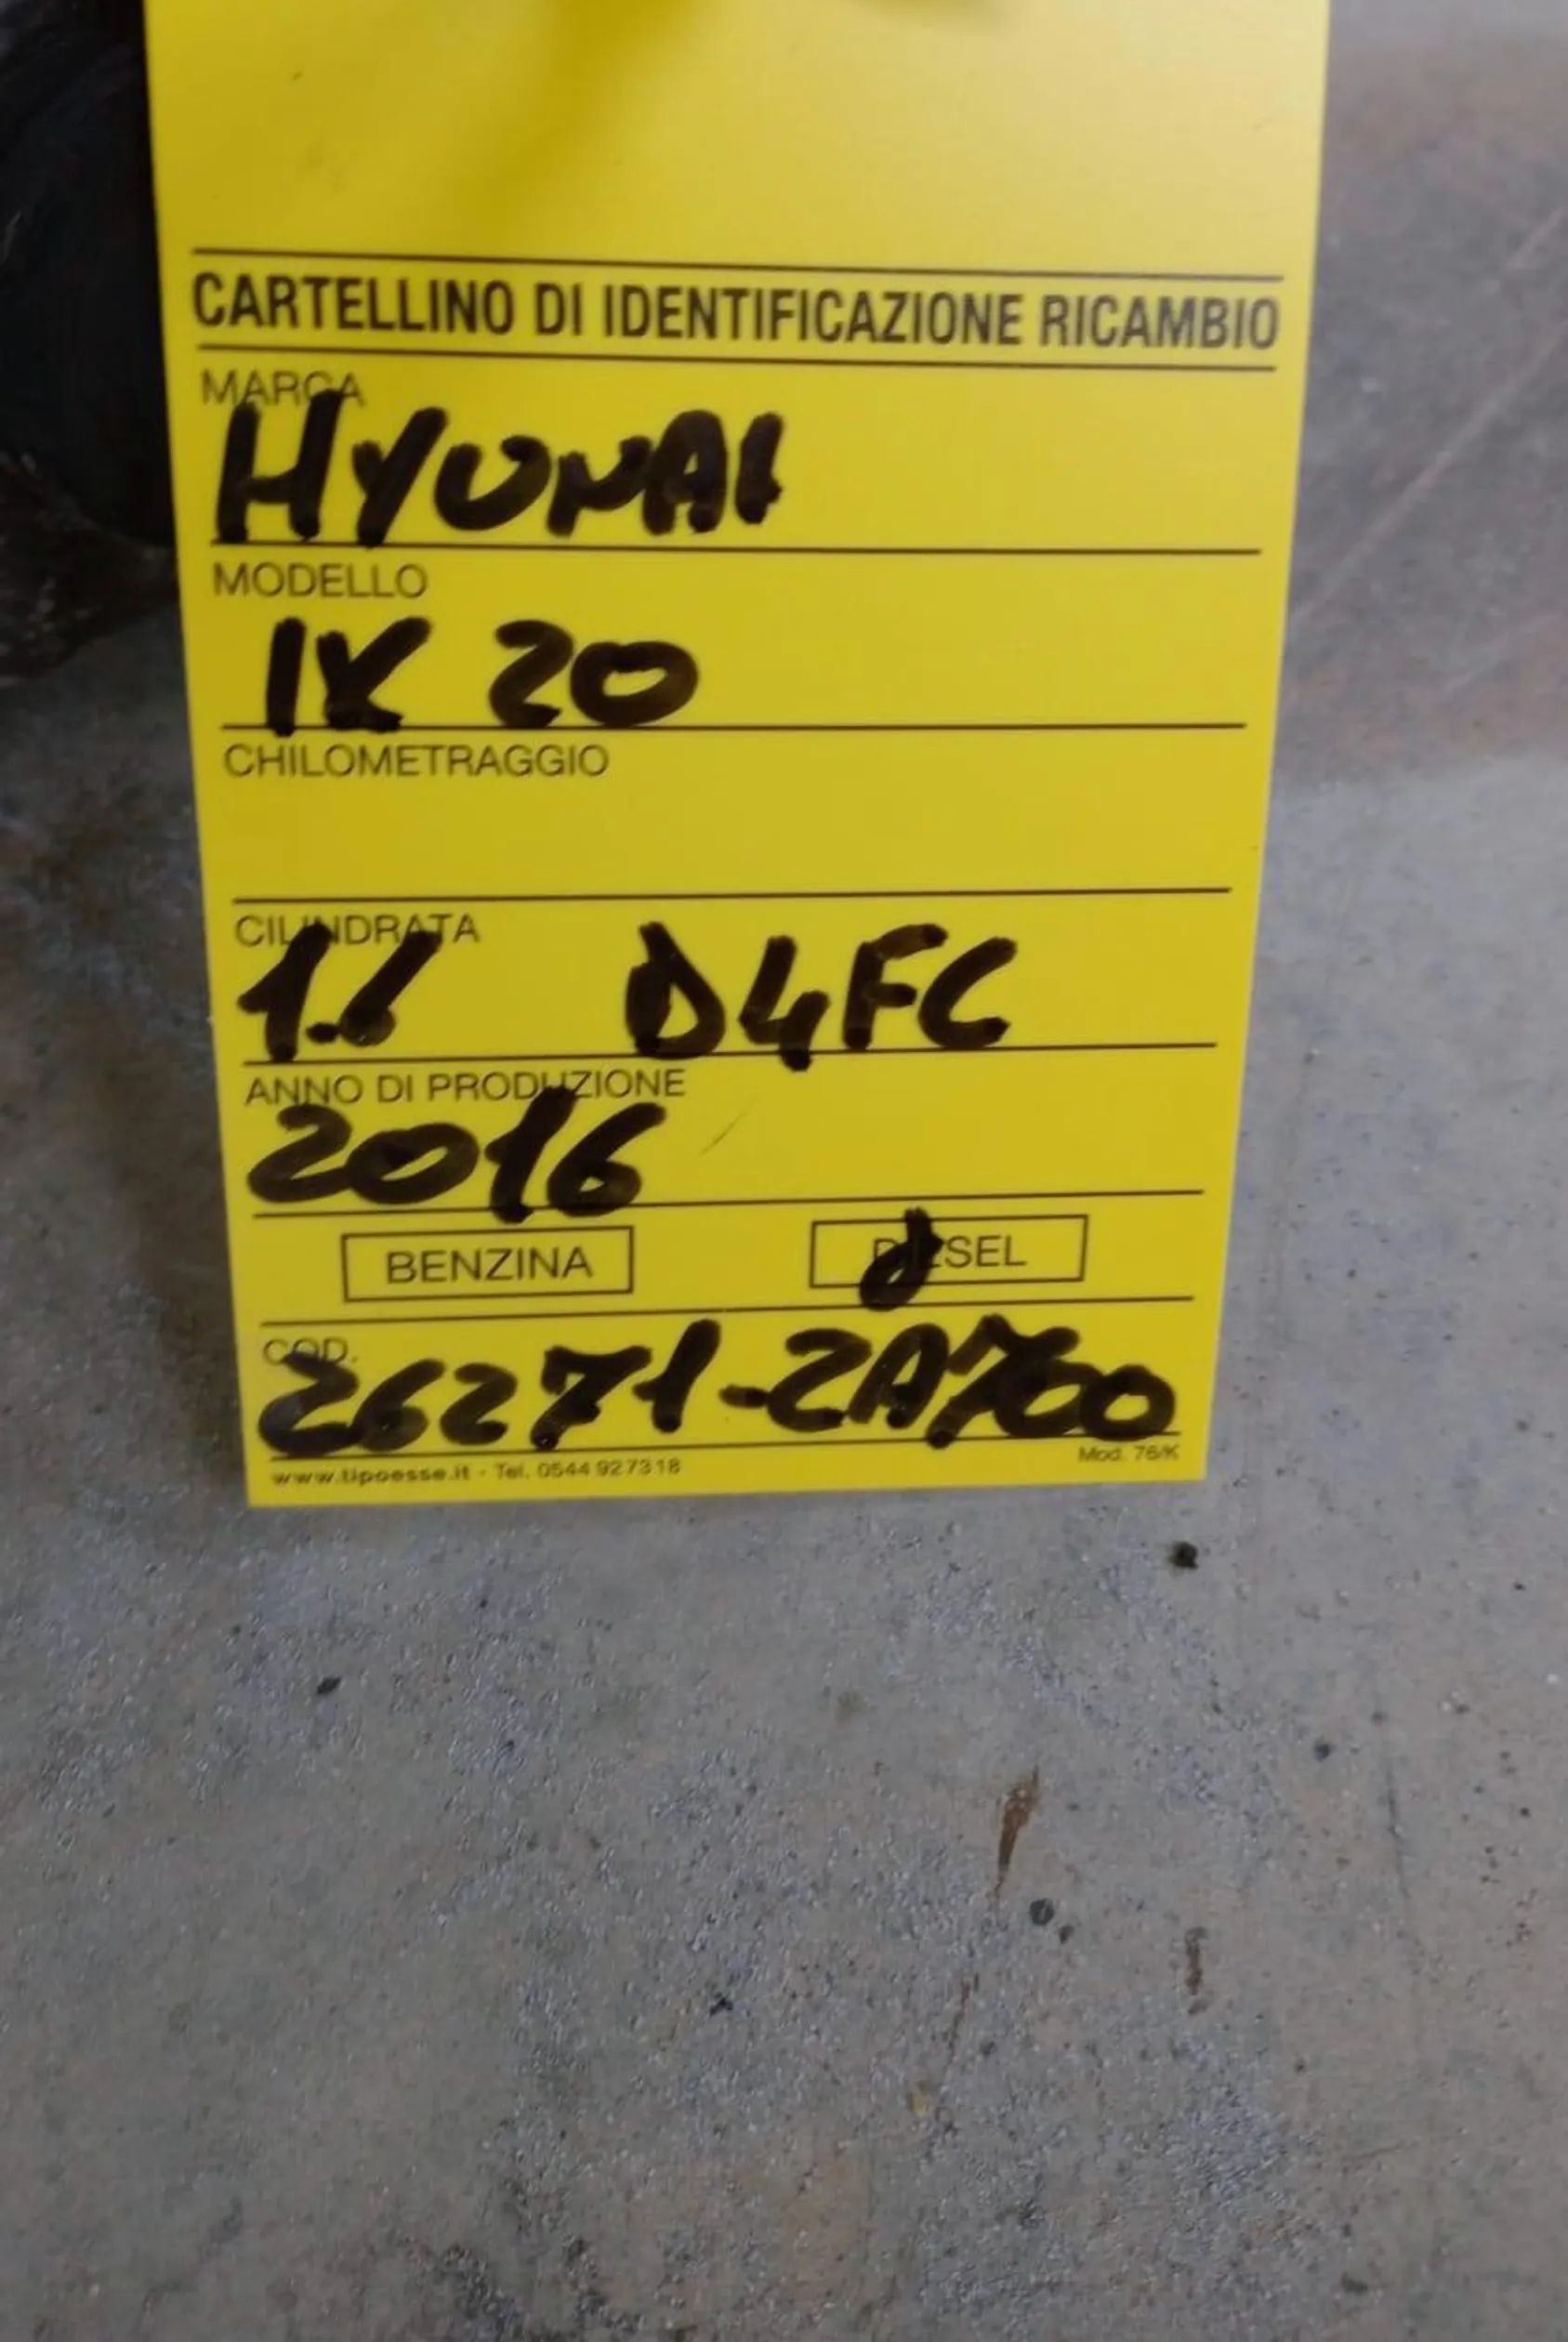 CARTELLINO DI IDENTIFICAZIONE RICAMBIO
MARCA
HYUNAI
MODELLO
IX 20
CHILOMETRAGGIO
CILINDRATA
1.6 D4FC
ANNO DI PRODUZIONE
2016
BENZINA DIESEL
COD.
26271-2A700
www.tipoesse.it - Tel. 0544 927318 Mod. 76/K